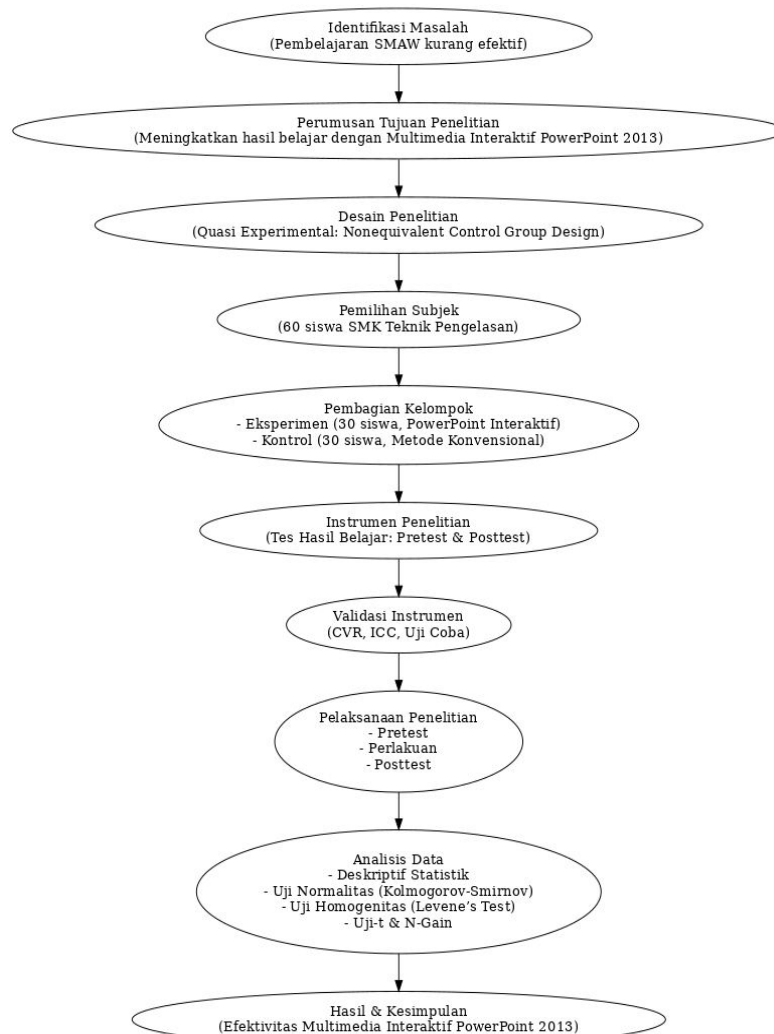 Identifikasi Masalah
(Pembelajaran SMAW kurang efektif)
Perumusan Tujuan Penelitian
(Meningkatkan hasil belajar dengan Multimedia Interaktif PowerPoint 2013)
Desain Penelitian
(Quasi Experimental: Nonequivalent Control Group Design)
Pemilihan Subjek
(60 siswa SMK Teknik Pengelasan)
Pembagian Kelompok
- Eksperimen (30 siswa, PowerPoint Interaktif)
- Kontrol (30 siswa, Metode Konvensional)
Instrumen Penelitian
(Tes Hasil Belajar: Pretest & Posttest)
Validasi Instrumen
(CVR, ICC, Uji Coba)
Pelaksanaan Penelitian
- Pretest
- Perlakuan
- Posttest
Analisis Data
- Deskriptif Statistik
- Uji Normalitas (Kolmogorov-Smirnov)
- Uji Homogenitas (Levene’s Test)
- Uji-t & N-Gain
Hasil & Kesimpulan
(Efektivitas Multimedia Interaktif PowerPoint 2013)